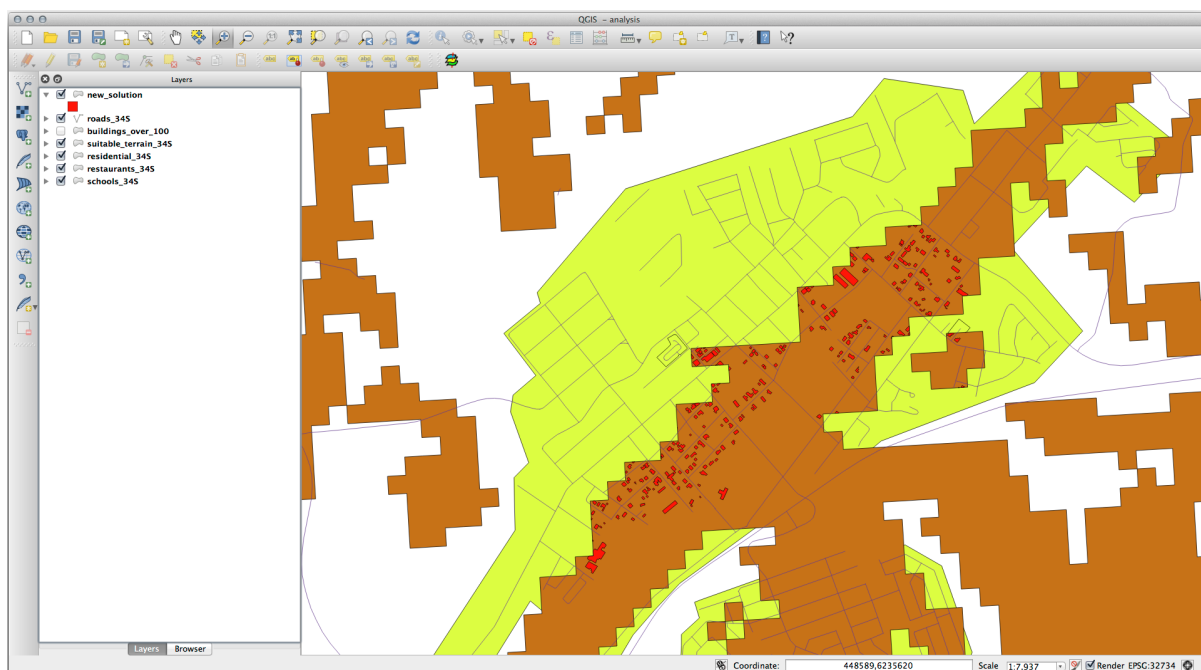 QGIS - analysis
Layers
new_solution
roads_34S
buildings_over_100
suitable_terrain_34S
residential_34S
restaurants_34S
schools_34S
Layers
Browser
Coordinate:
448589,6235620
Scale
1:7,937
Render
EPSG:32734